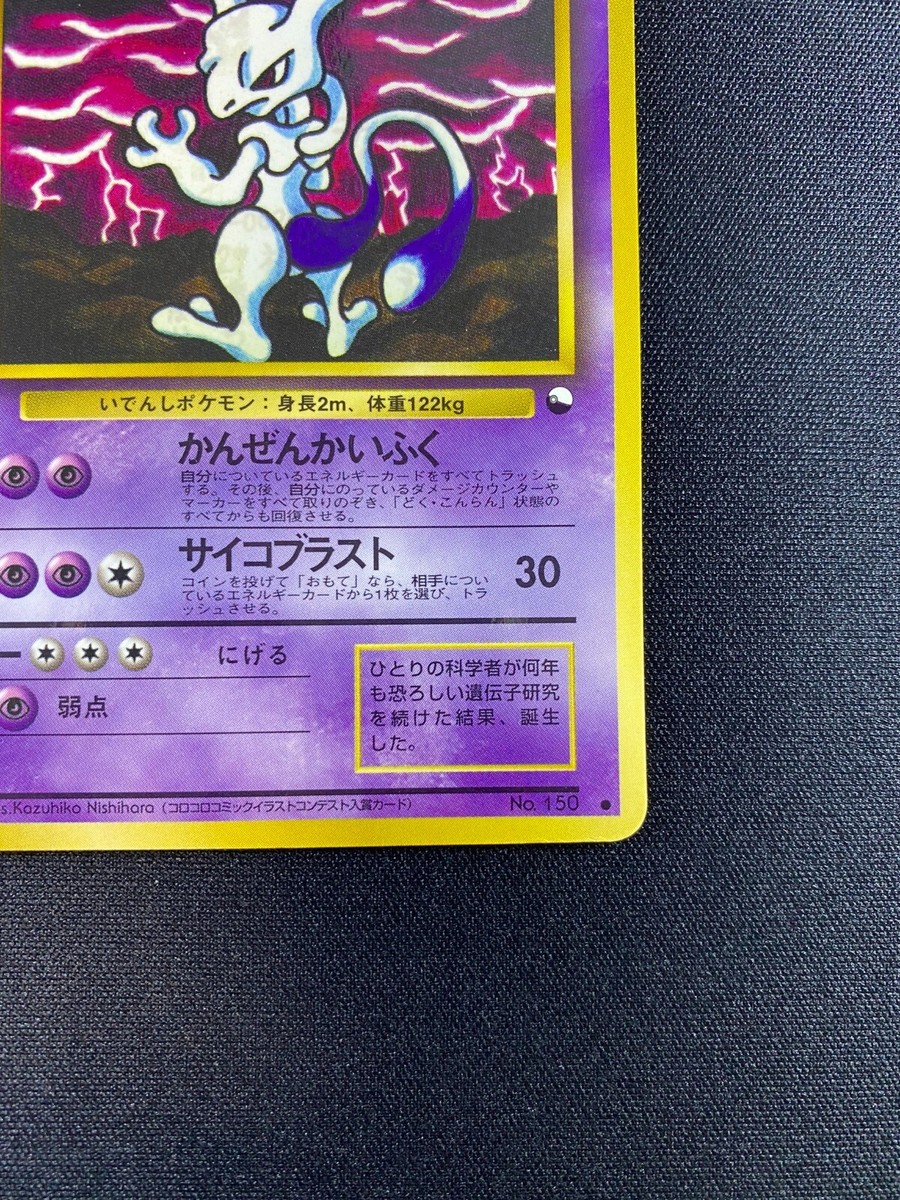 いでんしポケモン：身長2m、体重122kg
かんぜんかいふく
自分についているエネルギーカードをすべてトラッシュ
する。その後、自分にのっているダメージカウンターや
マーカーをすべて取りのぞき、「どく・こんらん」状態の
すべてからも回復させる。
サイコブラスト
30
コインを投げて「おもて」なら、相手につい
ているエネルギーカードから1枚を選び、トラ
ッシュさせる。
にげる
弱点
ひとりの科学者が何年
も恐ろしい遺伝子研究
を続けた結果、誕生
した。
s.Kazuhiko Nishihara（コロコロコミックイラストコンテスト入賞カード） No. 150